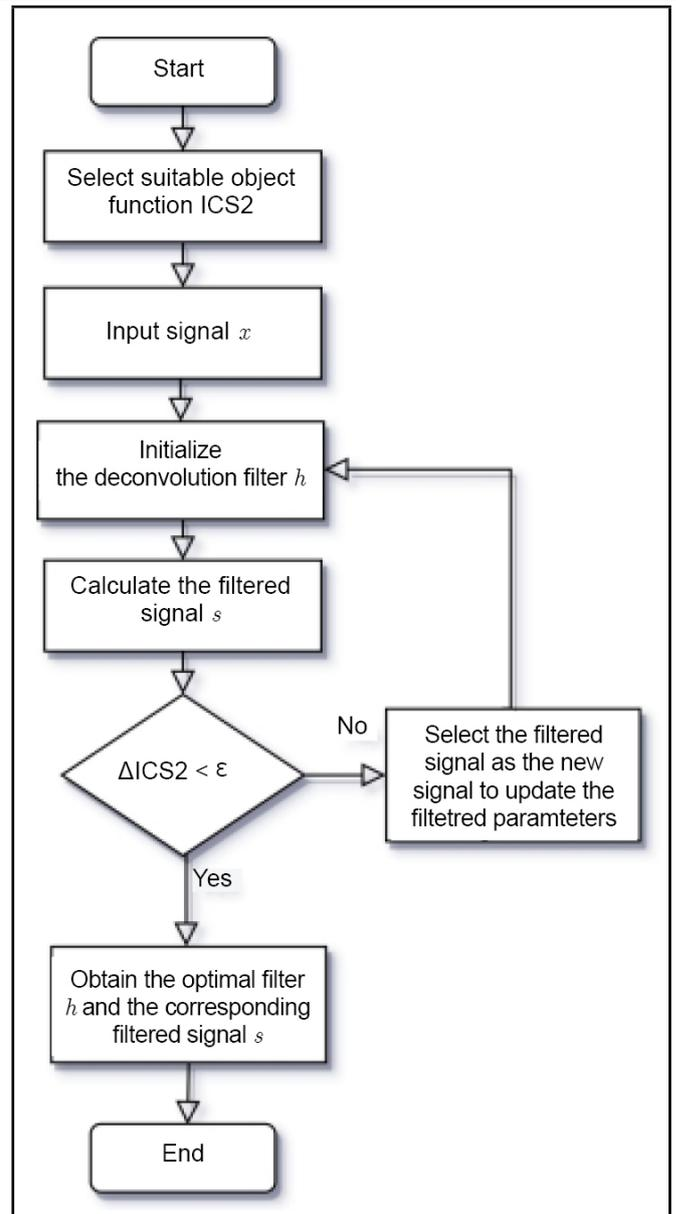 Start
Select suitable object
function ICS2
Input signal x
Initialize
the deconvolution filter h
Calculate the filtered
signal s
ΔICS2 < ε
No
Select the filtered
signal as the new
signal to update the
filtetred paramteters
Yes
Obtain the optimal filter
h and the corresponding
filtered signal s
End